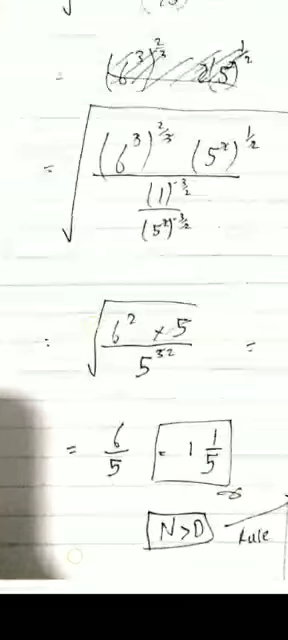 = (6³)^(2/3) 2(5²)^(1/2)
= √( (6³)^(2/3) (5²)^(1/2) / ( (1)^(-3/2) / (5²)^(-3/2) ) )
= √( 6² × 5 / 5^(32) ) =
= 6/5 = 1 1/5
N>D Rule